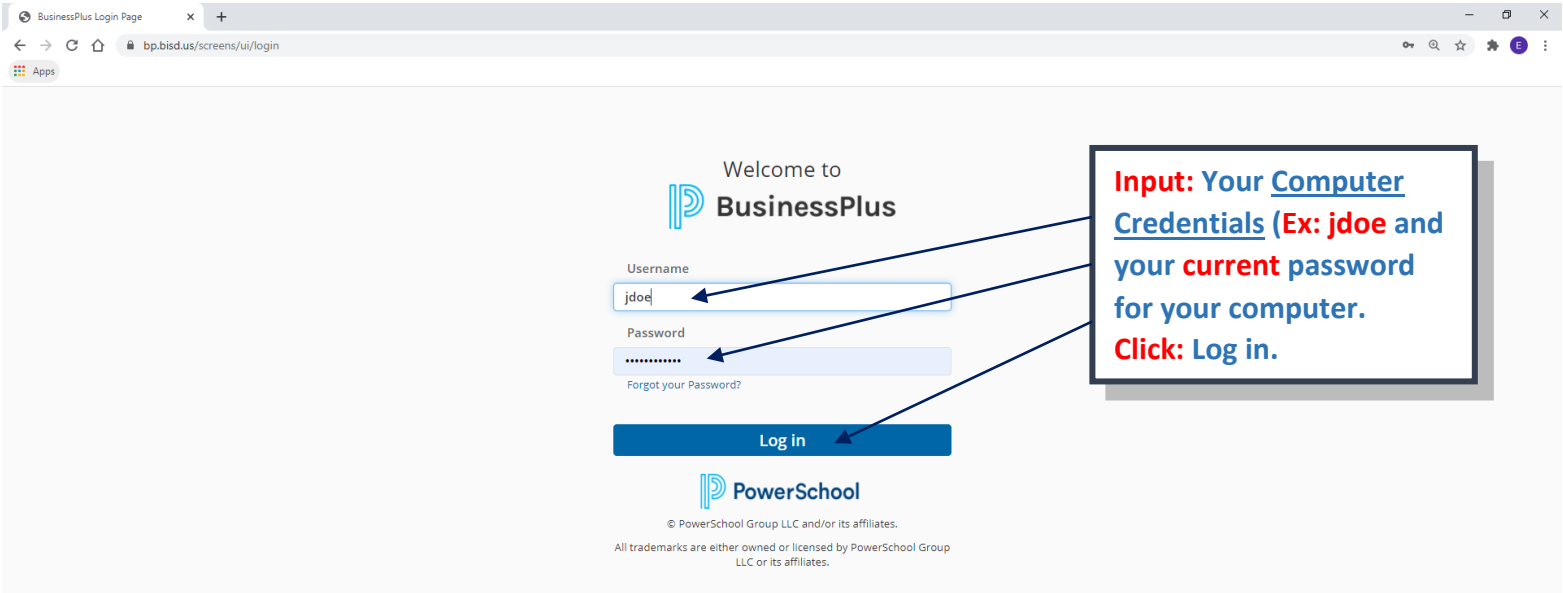 BusinessPlus Login Page
bp.bisd.us/screens/ui/login
E
Apps
Welcome to
BusinessPlus
Username
jdoe
Password
••••••••••••
Forgot your Password?
Log in
PowerSchool
© PowerSchool Group LLC and/or its affiliates.
All trademarks are either owned or licensed by PowerSchool Group
LLC or its affiliates.
Input: Your Computer
Credentials (Ex: jdoe and
your current password
for your computer.
Click: Log in.